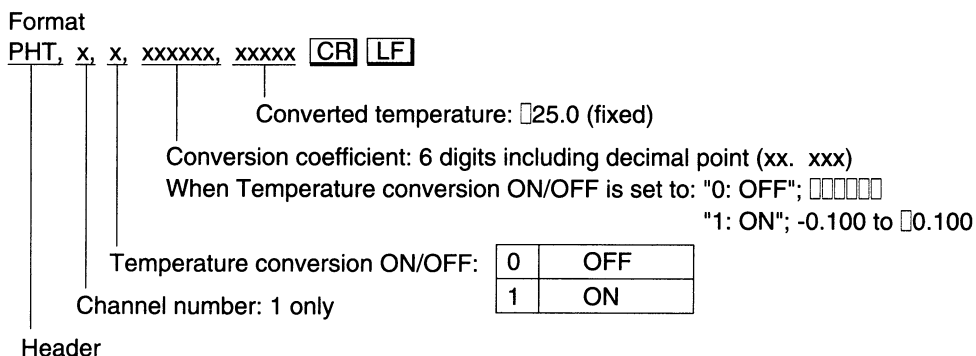 Format
PHT, x, x, xxxxxx, xxxxx CR LF
Converted temperature: □25.0 (fixed)
Conversion coefficient: 6 digits including decimal point (xx. xxx)
When Temperature conversion ON/OFF is set to: "0: OFF"; □□□□□□
"1: ON"; -0.100 to □0.100
Temperature conversion ON/OFF: 0 OFF
1 ON
Channel number: 1 only
Header